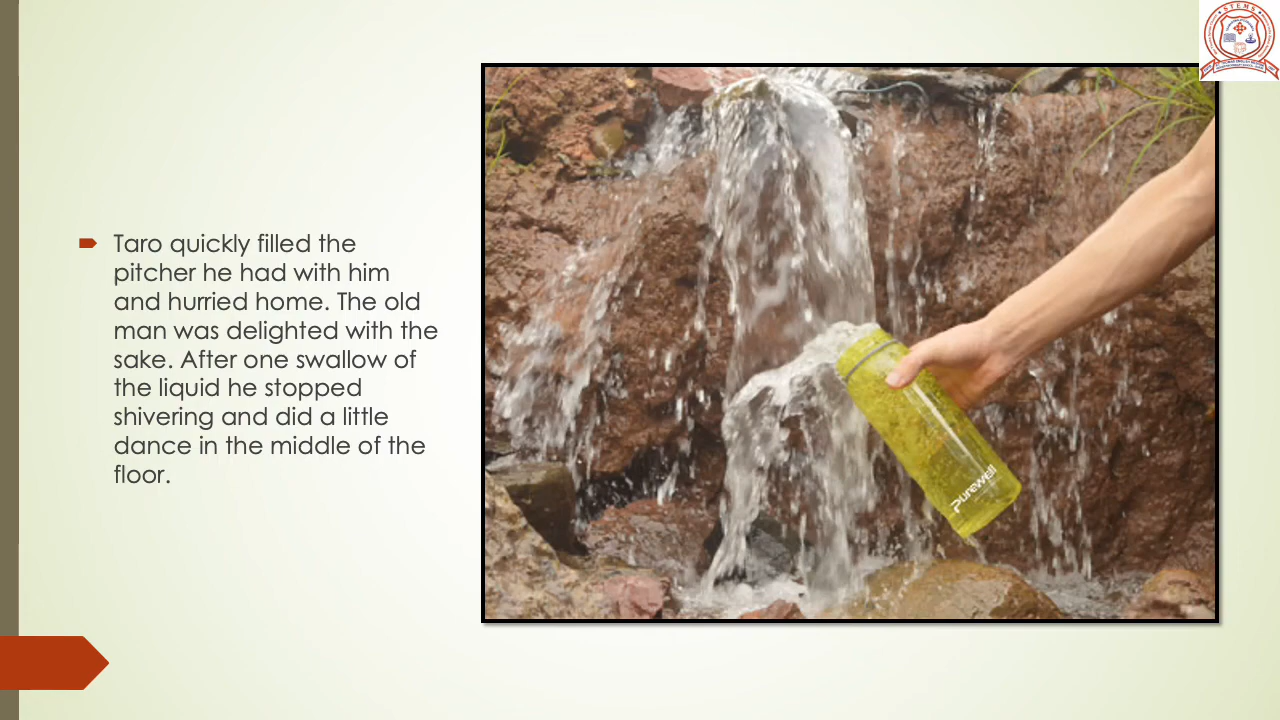 STEMS
Taro quickly filled the
pitcher he had with him
and hurried home. The old
man was delighted with the
sake. After one swallow of
the liquid he stopped
shivering and did a little
dance in the middle of the
floor.
Purewell